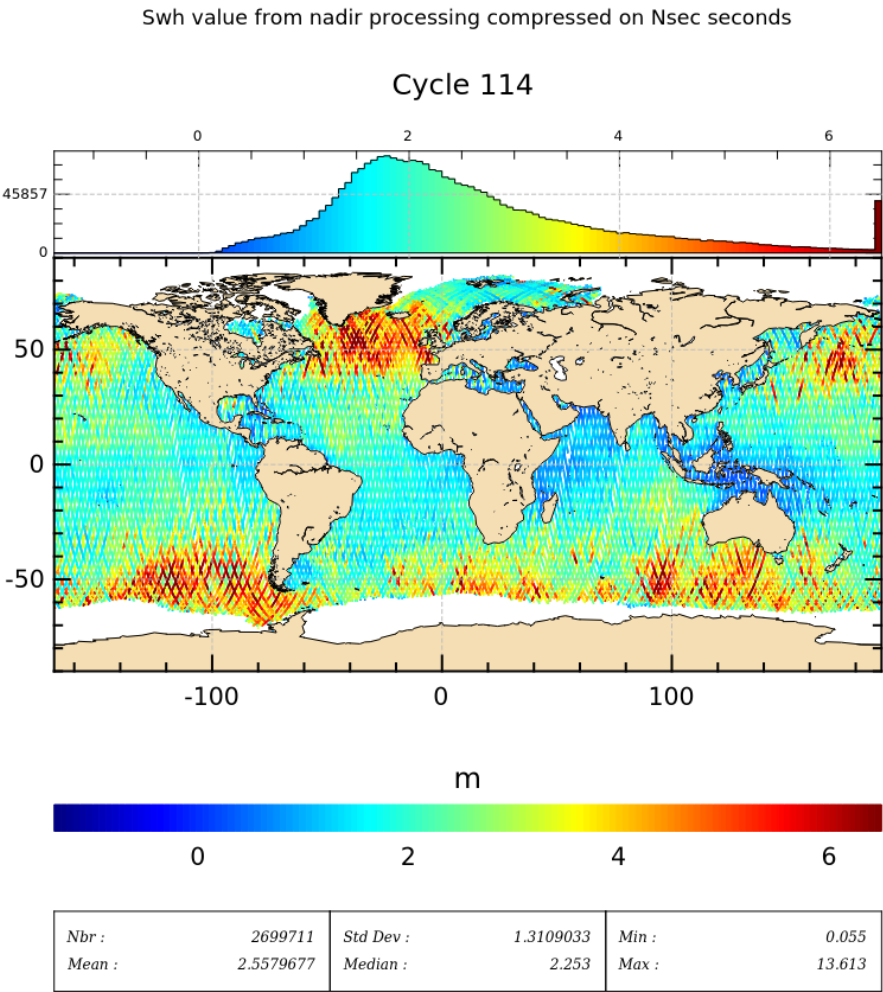 Swh value from nadir processing compressed on Nsec seconds
Cycle 114
0 2 4 6
45857
0
50
0
-50
-100 0 100
m
0 2 4 6
Nbr : 2699711 Std Dev : 1.3109033 Min : 0.055
Mean : 2.5579677 Median : 2.253 Max : 13.613